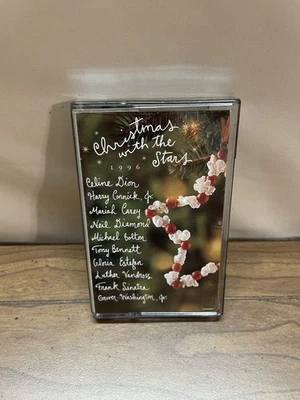 Christmas
with the
Stars
1996
Celine Dion
Harry Connick, Jr.
Mariah Carey
Neil Diamond
Michael Bolton
Tony Bennett
Gloria Estefan
Luther Vandross
Frank Sinatra
Grover Washington, Jr.